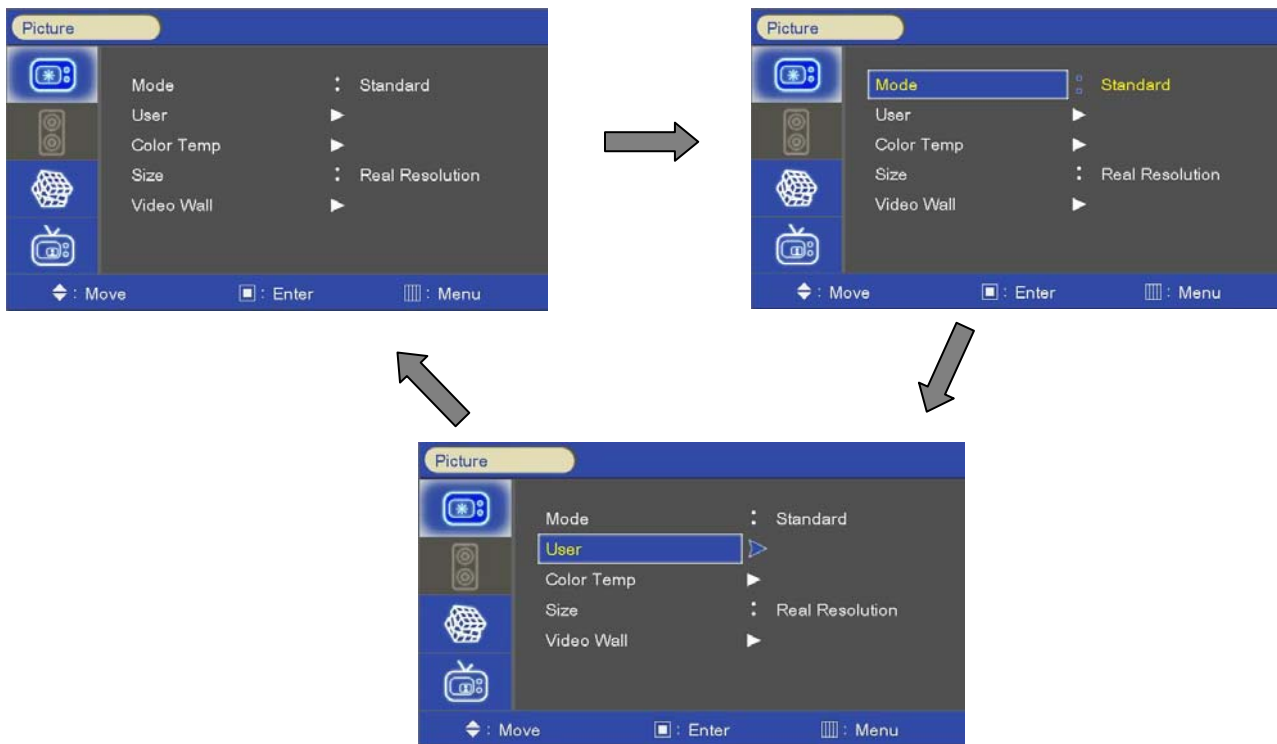 Picture
Mode : Standard
User
Color Temp
Size : Real Resolution
Video Wall
: Move : Enter : Menu
Picture
Mode : Standard
User
Color Temp
Size : Real Resolution
Video Wall
: Move : Enter : Menu
Picture
Mode : Standard
User
Color Temp
Size : Real Resolution
Video Wall
: Move : Enter : Menu